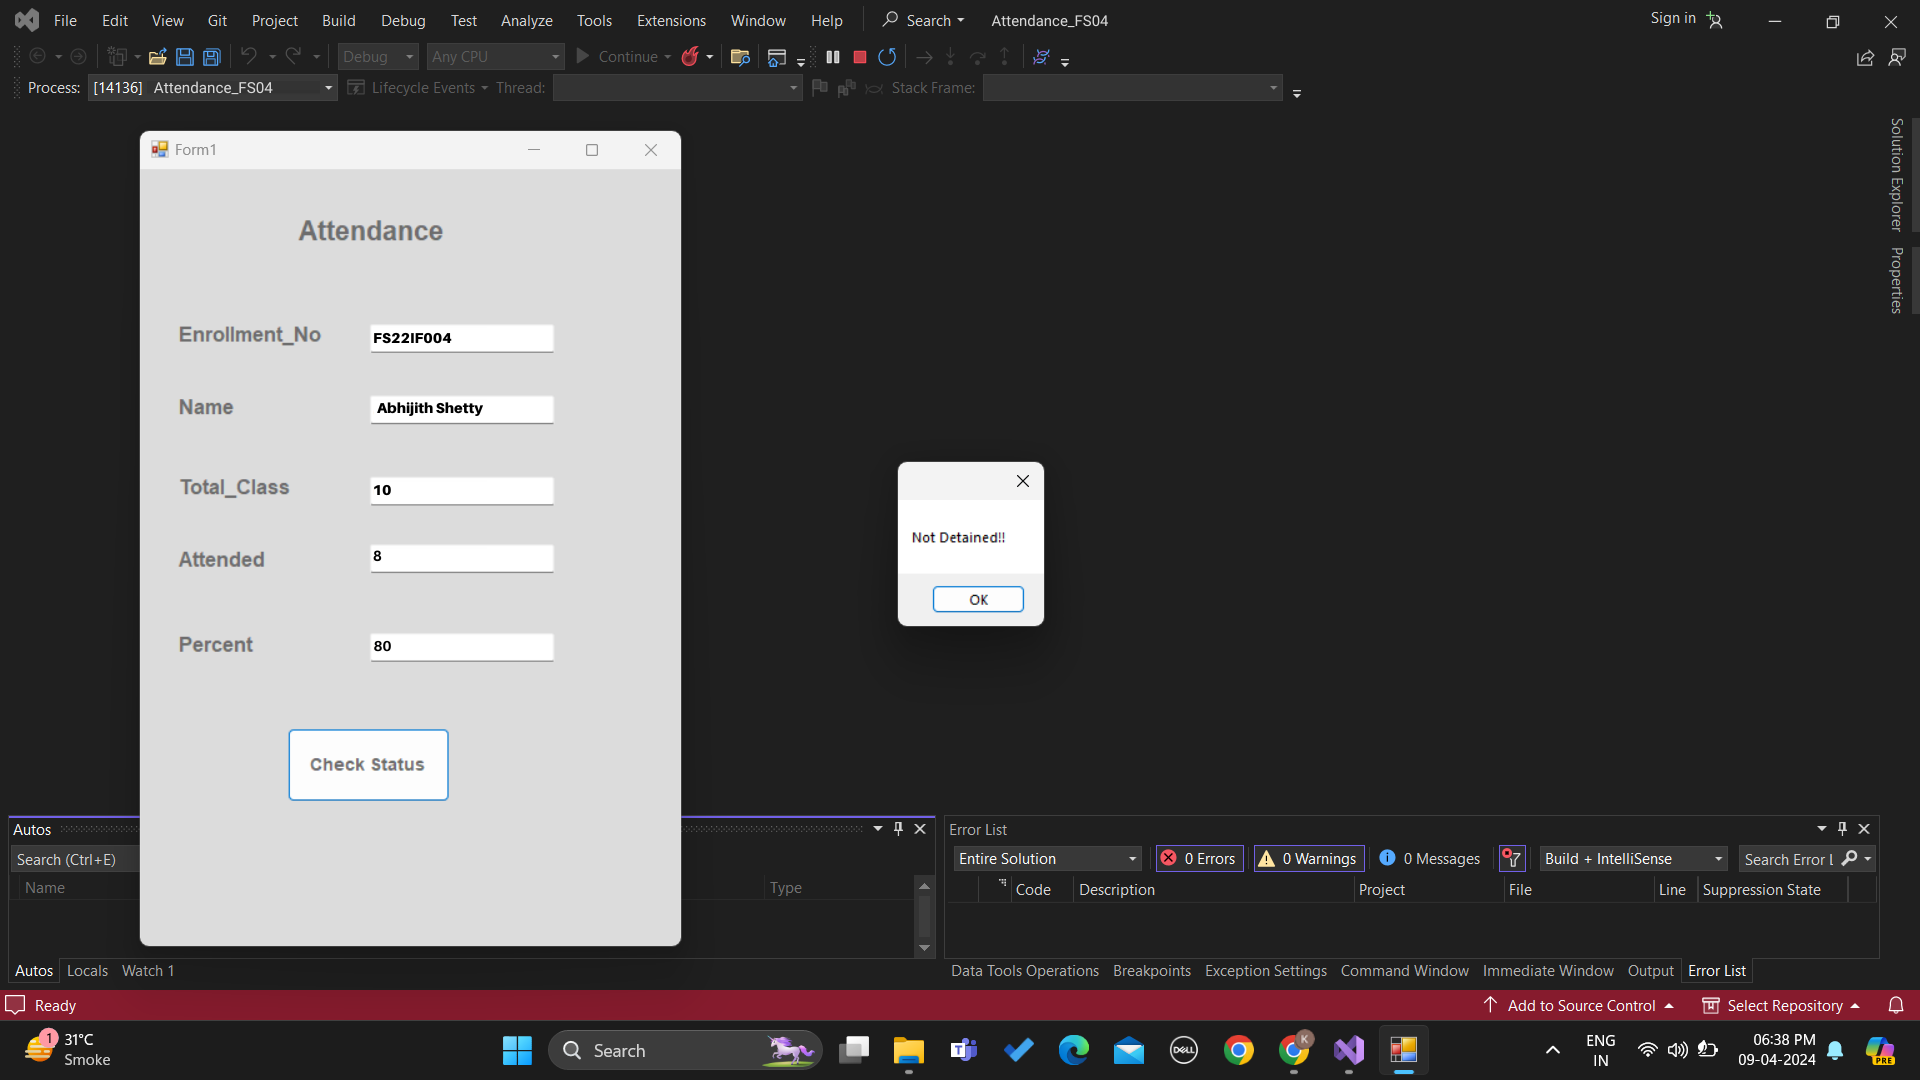 File Edit View Git Project Build Debug Test Analyze Tools Extensions Window Help Search Attendance_FS04 Sign in
Debug Any CPU Continue
Process: [14136] Attendance_FS04 Lifecycle Events Thread: Stack Frame:
Solution Explorer
Properties
Form1
Attendance
Enrollment_No FS22IF004
Name Abhijith Shetty
Total_Class 10
Attended 8
Percent 80
Check Status
Not Detained!!
OK
Autos
Search (Ctrl+E)
Name Type
Autos Locals Watch 1
Error List
Entire Solution 0 Errors 0 Warnings 0 Messages Build + IntelliSense Search Error L
Code Description Project File Line Suppression State
Data Tools Operations Breakpoints Exception Settings Command Window Immediate Window Output Error List
Ready Add to Source Control Select Repository
1 31°C
Smoke
Search
T
DELL
K
ENG
IN
06:38 PM
09-04-2024
PRE